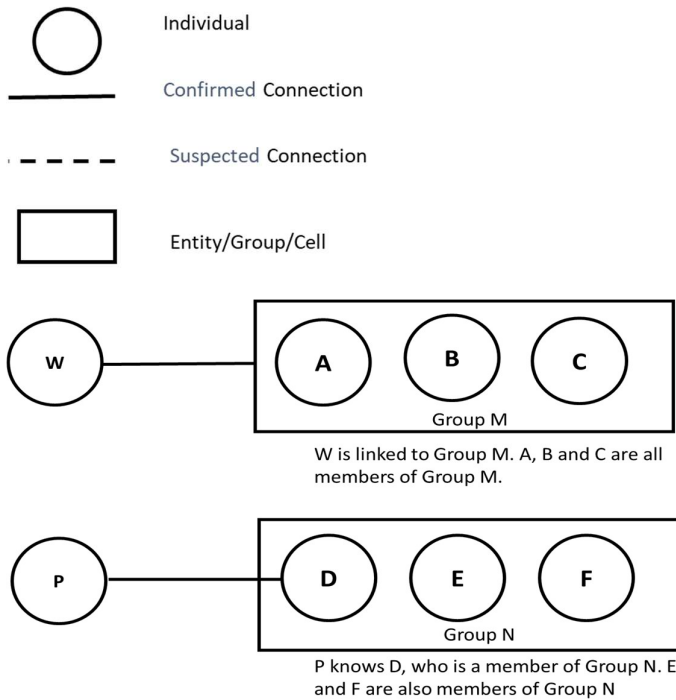 Individual
Confirmed Connection
Suspected Connection
Entity/Group/Cell
W
A
B
C
Group M
W is linked to Group M. A, B and C are all
members of Group M.
P
D
E
F
Group N
P knows D, who is a member of Group N. E
and F are also members of Group N